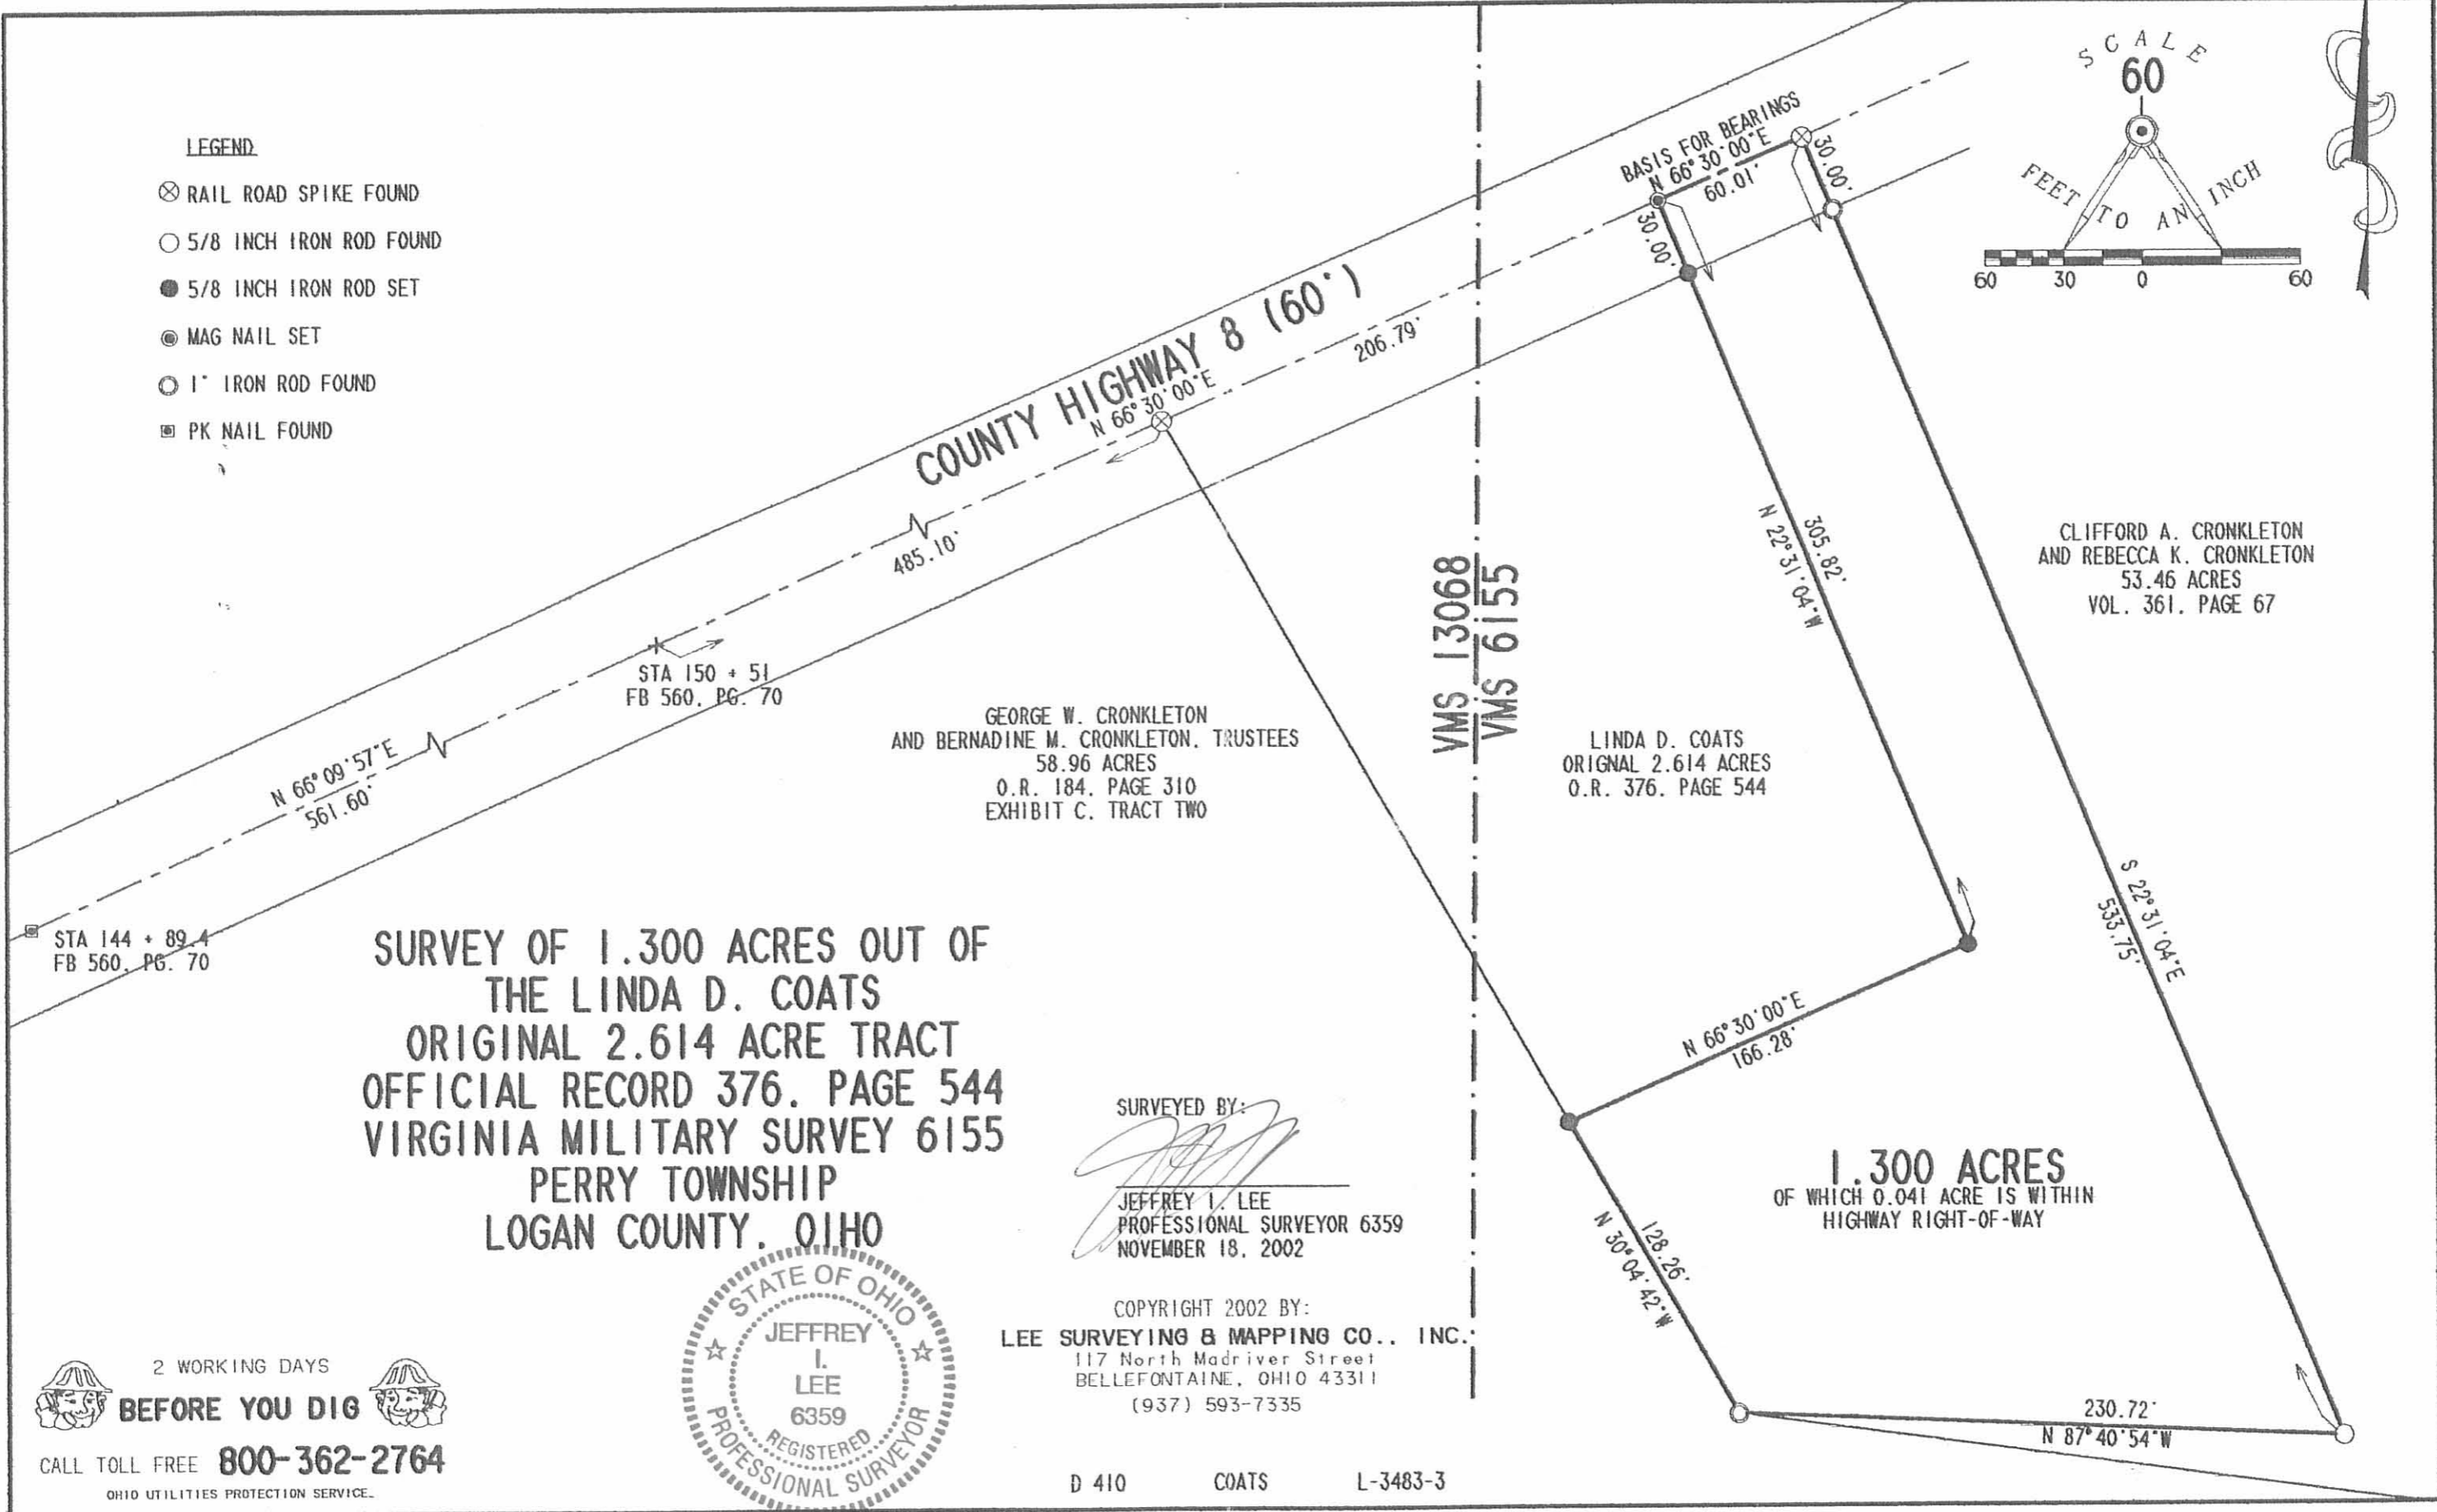 LEGEND
RAIL ROAD SPIKE FOUND
5/8 INCH IRON ROD FOUND
5/8 INCH IRON ROD SET
MAG NAIL SET
1" IRON ROD FOUND
PK NAIL FOUND
SCALE
60
FEET TO AN INCH
60 30 0 60
BASIS FOR BEARINGS
N 66°30'00"E
60.01'
30.00'
30.00'
COUNTY HIGHWAY 8 (60')
N 66°30'00"E
206.79'
485.10'
STA 150 + 51
FB 560, PG. 70
N 66°09'57"E
561.60'
STA 144 + 89.4
FB 560, PG. 70
VMS 13068
VMS 6155
305.82'
N 22°31'04"W
CLIFFORD A. CRONKLETON
AND REBECCA K. CRONKLETON
53.46 ACRES
VOL. 361, PAGE 67
GEORGE W. CRONKLETON
AND BERNADINE M. CRONKLETON, TRUSTEES
58.96 ACRES
O.R. 184, PAGE 310
EXHIBIT C, TRACT TWO
LINDA D. COATS
ORIGNAL 2.614 ACRES
O.R. 376, PAGE 544
S 22°31'04"E
533.75'
N 66°30'00"E
166.28'
SURVEY OF 1.300 ACRES OUT OF
THE LINDA D. COATS
ORIGINAL 2.614 ACRE TRACT
OFFICIAL RECORD 376, PAGE 544
VIRGINIA MILITARY SURVEY 6155
PERRY TOWNSHIP
LOGAN COUNTY, OIHO
SURVEYED BY:
JEFFREY I. LEE
PROFESSIONAL SURVEYOR 6359
NOVEMBER 18, 2002
1.300 ACRES
OF WHICH 0.041 ACRE IS WITHIN
HIGHWAY RIGHT-OF-WAY
128.26'
N 30°04'42"W
230.72'
N 87°40'54"W
STATE OF OHIO
JEFFREY
I.
LEE
6359
REGISTERED
PROFESSIONAL SURVEYOR
COPYRIGHT 2002 BY:
LEE SURVEYING & MAPPING CO., INC.
117 North Madriver Street
BELLEFONTAINE, OHIO 43311
(937) 593-7335
2 WORKING DAYS
BEFORE YOU DIG
CALL TOLL FREE 800-362-2764
OHIO UTILITIES PROTECTION SERVICE.
D 410 COATS L-3483-3